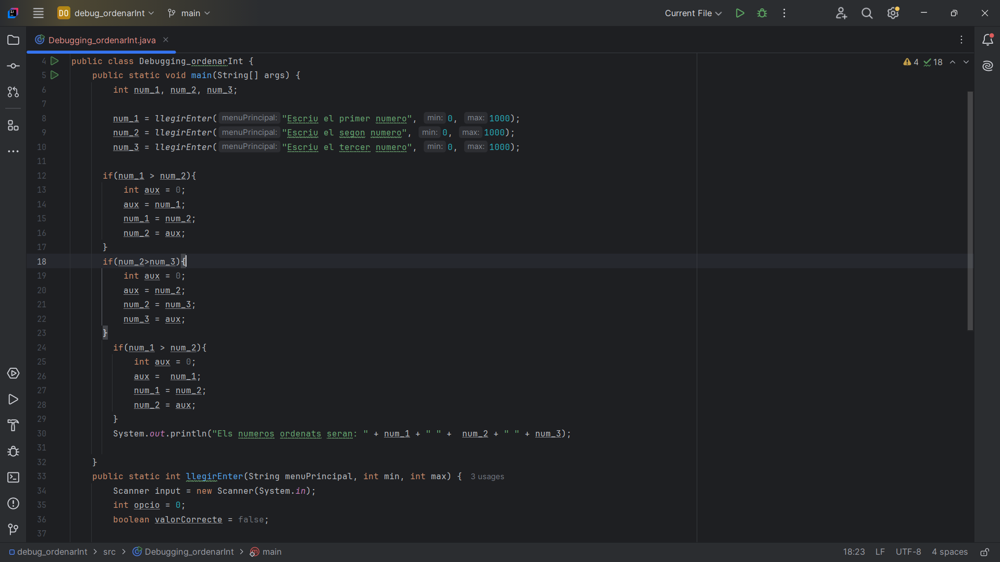 DO debug_ordenarInt main Current File
Debugging_ordenarInt.java
4 public class Debugging_ordenarInt { 4 18
5 public static void main(String[] args) {
6 int num_1, num_2, num_3;
7
8 num_1 = llegirEnter( menuPrincipal: "Escriu el primer numero", min: 0, max: 1000);
9 num_2 = llegirEnter( menuPrincipal: "Escriu el segon numero", min: 0, max: 1000);
10 num_3 = llegirEnter( menuPrincipal: "Escriu el tercer numero", min: 0, max: 1000);
11
12 if(num_1 > num_2){
13 int aux = 0;
14 aux = num_1;
15 num_1 = num_2;
16 num_2 = aux;
17 }
18 if(num_2>num_3){
19 int aux = 0;
20 aux = num_2;
21 num_2 = num_3;
22 num_3 = aux;
23 }
24 if(num_1 > num_2){
25 int aux = 0;
26 aux =  num_1;
27 num_1 = num_2;
28 num_2 = aux;
29 }
30 System.out.println("Els numeros ordenats seran: " + num_1 + " " +  num_2 + " " + num_3);
31
32 }
33 public static int llegirEnter(String menuPrincipal, int min, int max) { 3 usages
34 Scanner input = new Scanner(System.in);
35 int opcio = 0;
36 boolean valorCorrecte = false;
37
debug_ordenarInt > src > Debugging_ordenarInt > main 18:23 LF UTF-8 4 spaces